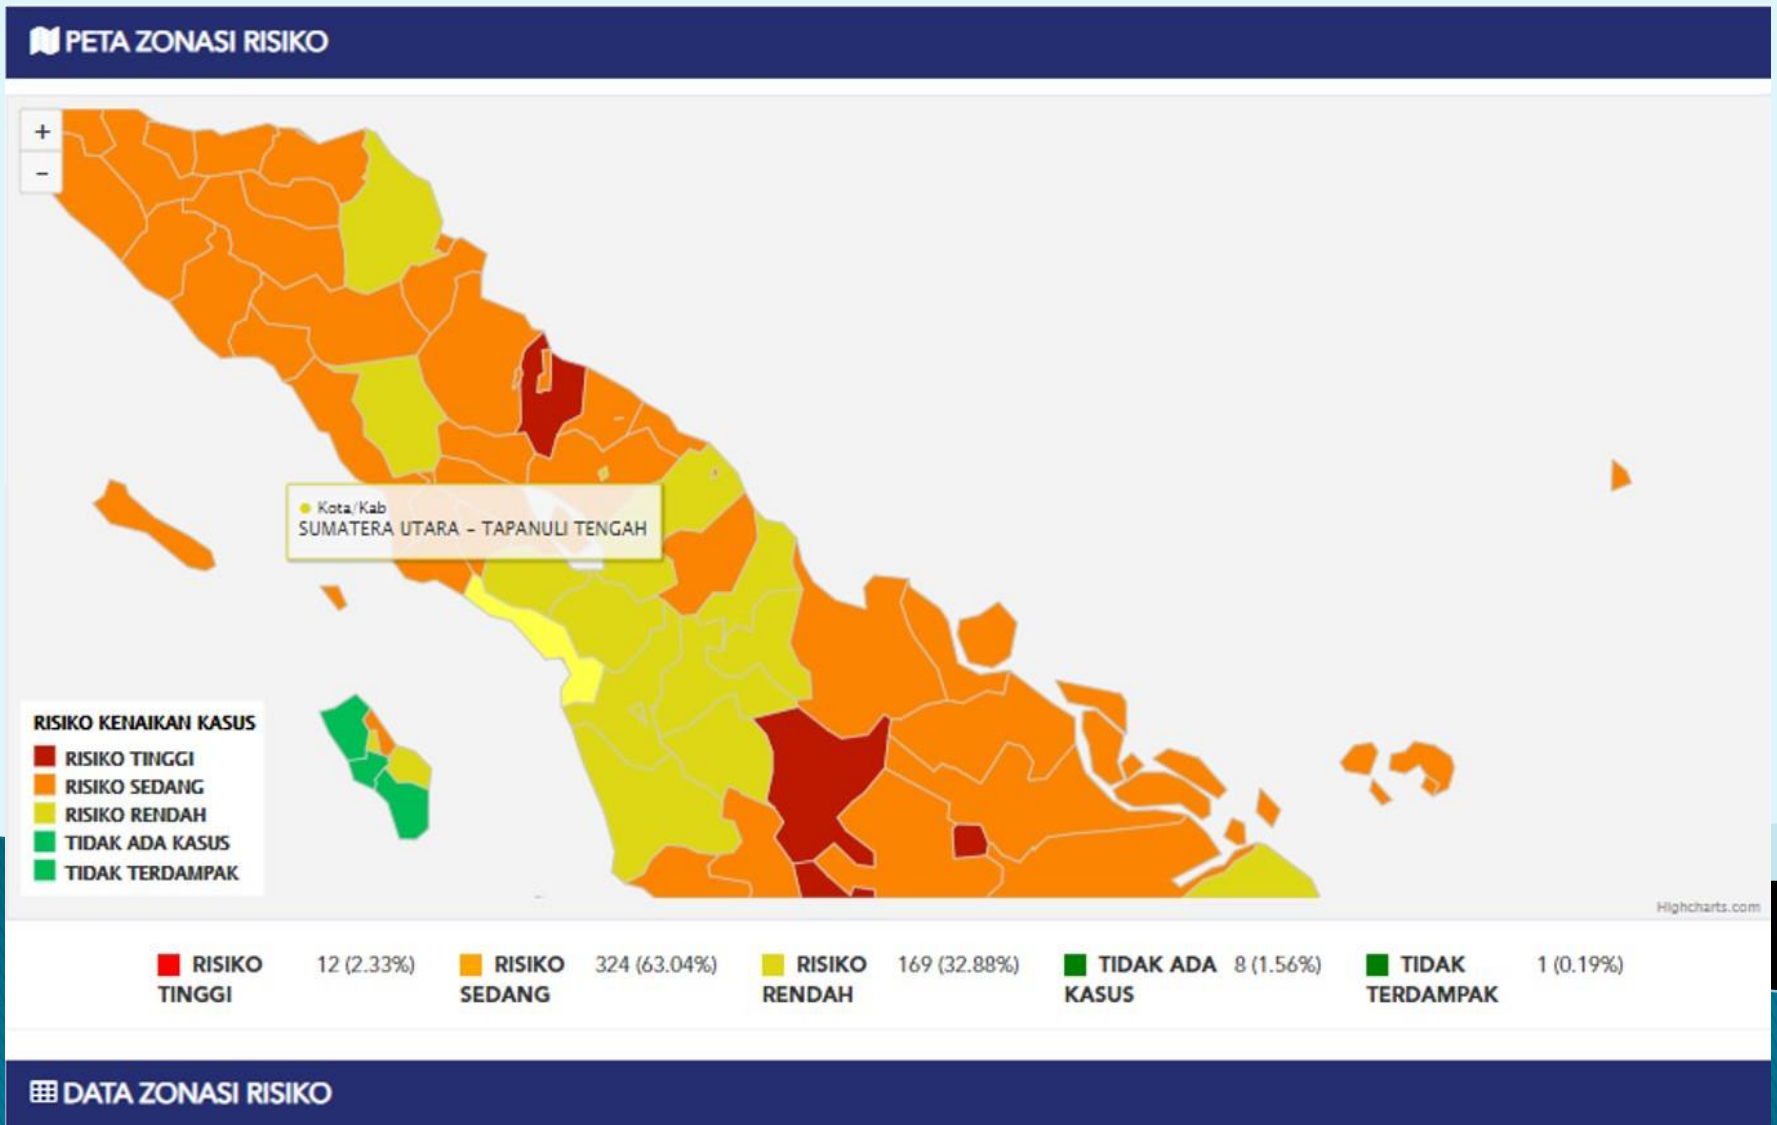 PETA ZONASI RISIKO
+
−
Kota/Kab
SUMATERA UTARA - TAPANULI TENGAH
RISIKO KENAIKAN KASUS
RISIKO TINGGI
RISIKO SEDANG
RISIKO RENDAH
TIDAK ADA KASUS
TIDAK TERDAMPAK
Highcharts.com
RISIKO TINGGI 12 (2.33%)
RISIKO SEDANG 324 (63.04%)
RISIKO RENDAH 169 (32.88%)
TIDAK ADA KASUS 8 (1.56%)
TIDAK TERDAMPAK 1 (0.19%)
DATA ZONASI RISIKO